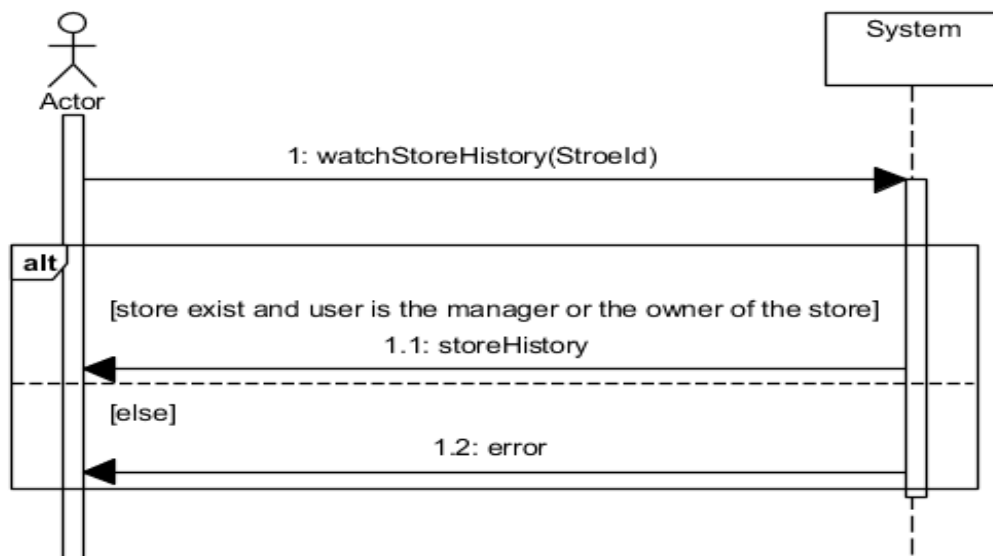 System
Actor
1: watchStoreHistory(StroeId)
alt
[store exist and user is the manager or the owner of the store]
1.1: storeHistory
[else]
1.2: error